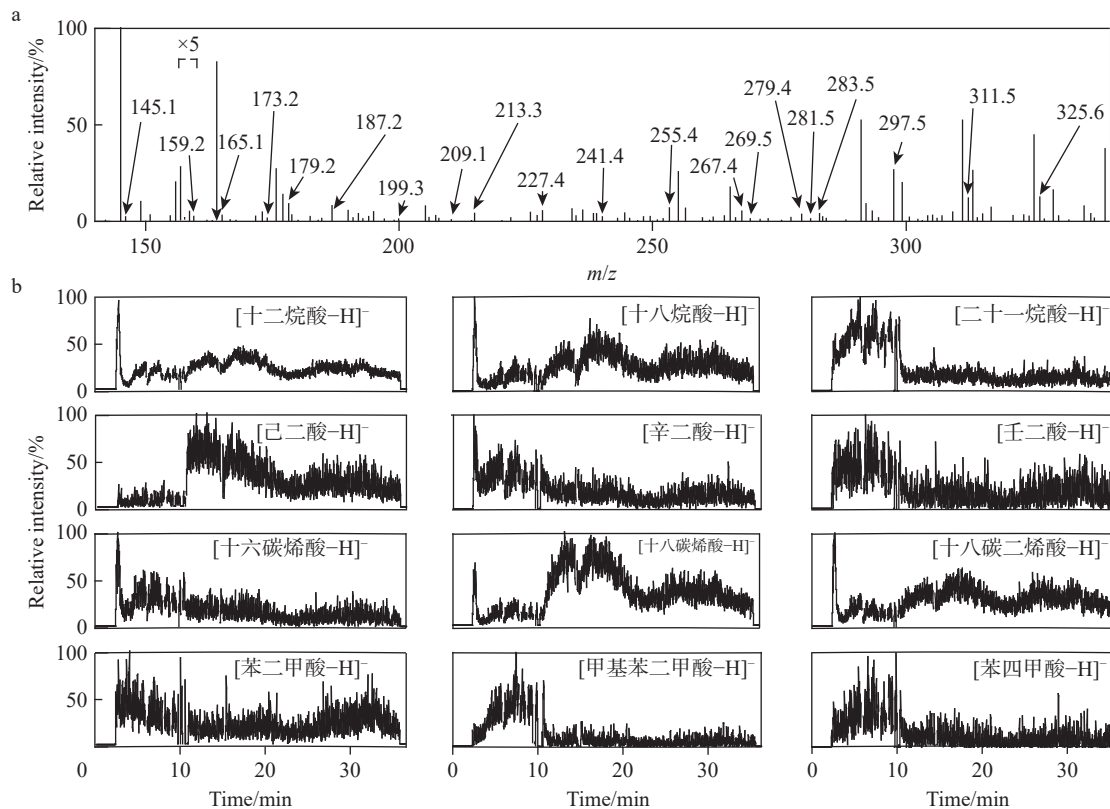 a
Relative intensity/%
100
50
0
×5
145.1
159.2
165.1
173.2
179.2
187.2
199.3
209.1
213.3
227.4
241.4
255.4
267.4
269.5
279.4
281.5
283.5
297.5
311.5
325.6
150
200
250
300
m/z
b
Relative intensity/%
100
50
0
[十二烷酸−H]⁻
[十八烷酸−H]⁻
[二十一烷酸−H]⁻
100
50
0
[己二酸−H]⁻
[辛二酸−H]⁻
[壬二酸−H]⁻
100
50
0
[十六碳烯酸−H]⁻
[十八碳烯酸−H]⁻
[十八碳二烯酸−H]⁻
100
50
[苯二甲酸−H]⁻
[甲基苯二甲酸−H]⁻
[苯四甲酸−H]⁻
0 10 20 30
0 10 20 30
0 10 20 30
Time/min
Time/min
Time/min